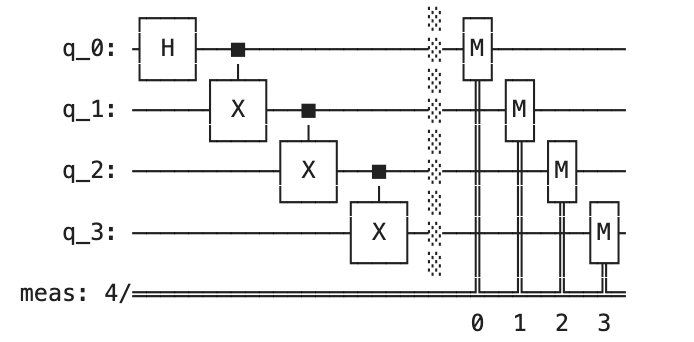 q_0: H M
q_1: X M
q_2: X M
q_3: X M
meas: 4/
0 1 2 3